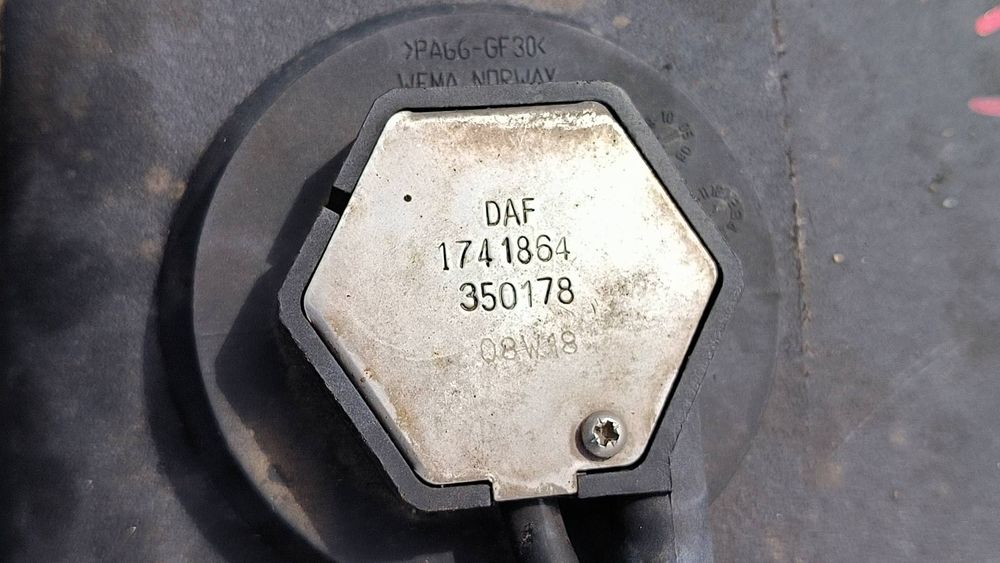 >PA66-GF30<
WEMA NORWAY
DAF
1741864
350178
08W18